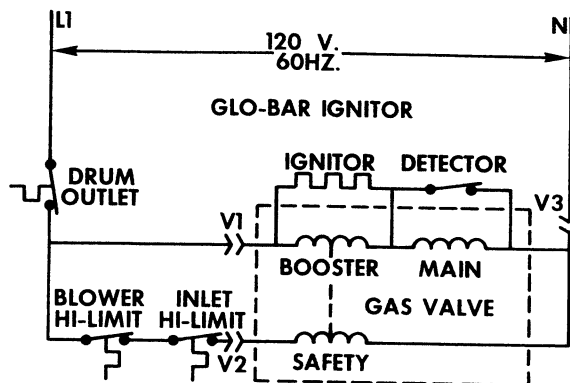 L1
N
120 V.
60HZ.
GLO-BAR IGNITOR
IGNITOR
DETECTOR
DRUM
OUTLET
V1
V3
BOOSTER
MAIN
BLOWER
HI-LIMIT
INLET
HI-LIMIT
GAS VALVE
V2
SAFETY